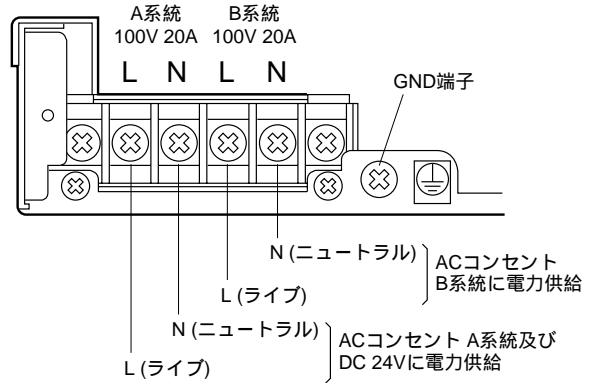 A系統 B系統
100V 20A 100V 20A
L N L N
GND端子
N (ニュートラル)
ACコンセント
B系統に電力供給
L (ライブ)
N (ニュートラル)
ACコンセント A系統及び
DC 24Vに電力供給
L (ライブ)